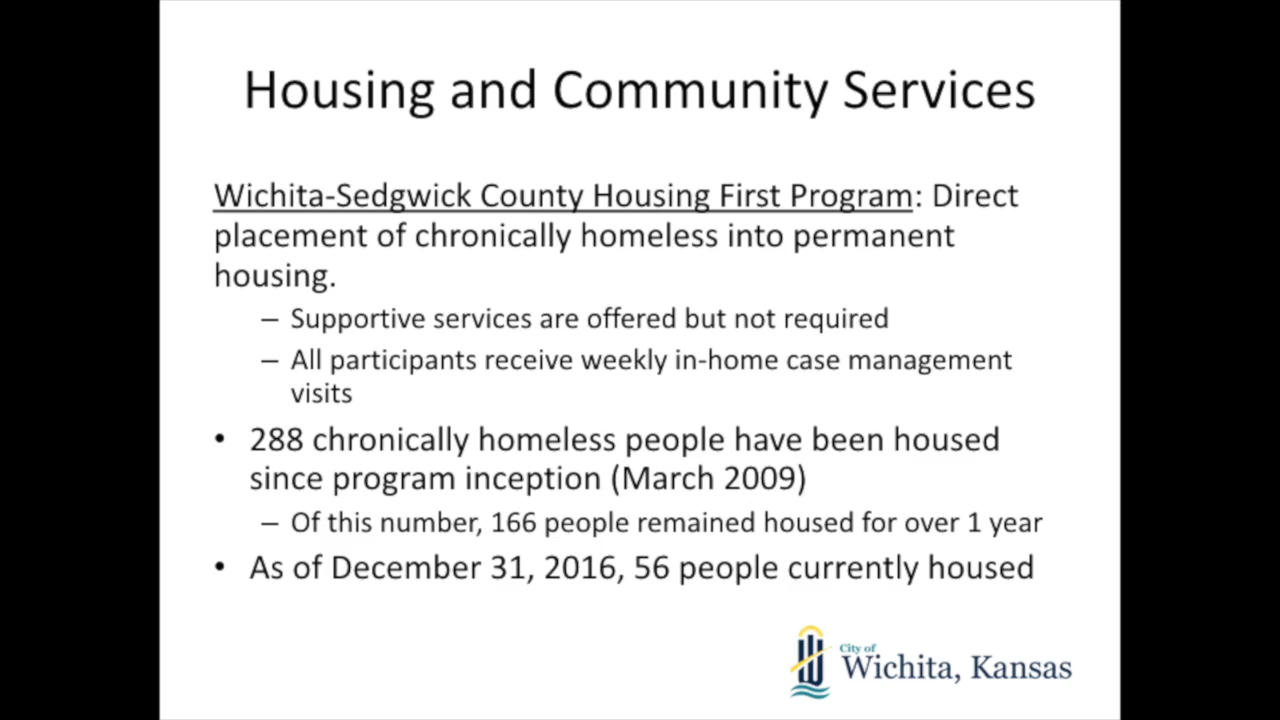 Housing and Community Services
Wichita-Sedgwick County Housing First Program: Direct
placement of chronically homeless into permanent
housing.
– Supportive services are offered but not required
– All participants receive weekly in-home case management
visits
• 288 chronically homeless people have been housed
since program inception (March 2009)
– Of this number, 166 people remained housed for over 1 year
• As of December 31, 2016, 56 people currently housed
City of
Wichita, Kansas